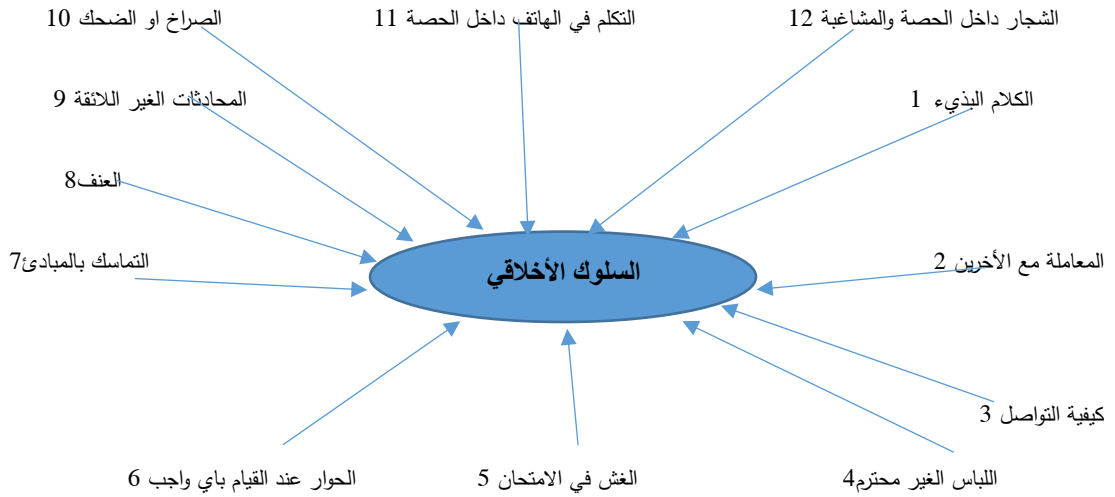 الشجار داخل الحصة والمشاغبة 12
التكلم في الهاتف داخل الحصة 11
الصراخ او الضحك 10
الكلام البذيء 1
المحادثات الغير اللائقة 9
العنف8
المعاملة مع الأخرين 2
السلوك الأخلاقي
التماسك بالمبادئ7
كيفية التواصل 3
اللباس الغير محترم4
الغش في الامتحان 5
الحوار عند القيام باي واجب 6